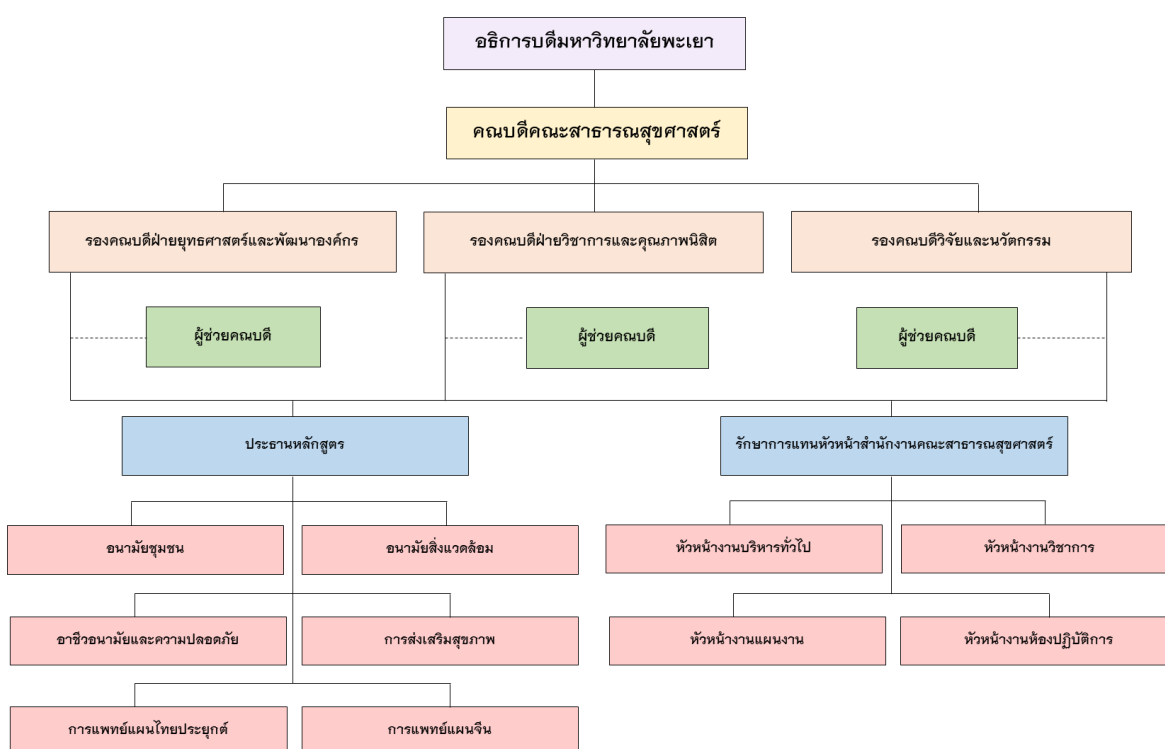 อธิการบดีมหาวิทยาลัยพะเยา
คณบดีคณะสาธารณสุขศาสตร์
รองคณบดีฝ่ายยุทธศาสตร์และพัฒนาองค์กร
รองคณบดีฝ่ายวิชาการและคุณภาพนิสิต
รองคณบดีวิจัยและนวัตกรรม
ผู้ช่วยคณบดี
ผู้ช่วยคณบดี
ผู้ช่วยคณบดี
ประธานหลักสูตร
รักษาการแทนหัวหน้าสำนักงานคณะสาธารณสุขศาสตร์
อนามัยชุมชน
อนามัยสิ่งแวดล้อม
หัวหน้างานบริหารทั่วไป
หัวหน้างานวิชาการ
อาชีวอนามัยและความปลอดภัย
การส่งเสริมสุขภาพ
หัวหน้างานแผนงาน
หัวหน้างานห้องปฏิบัติการ
การแพทย์แผนไทยประยุกต์
การแพทย์แผนจีน